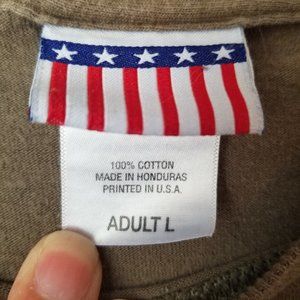 100% COTTON
MADE IN HONDURAS
PRINTED IN U.S.A.
ADULT L